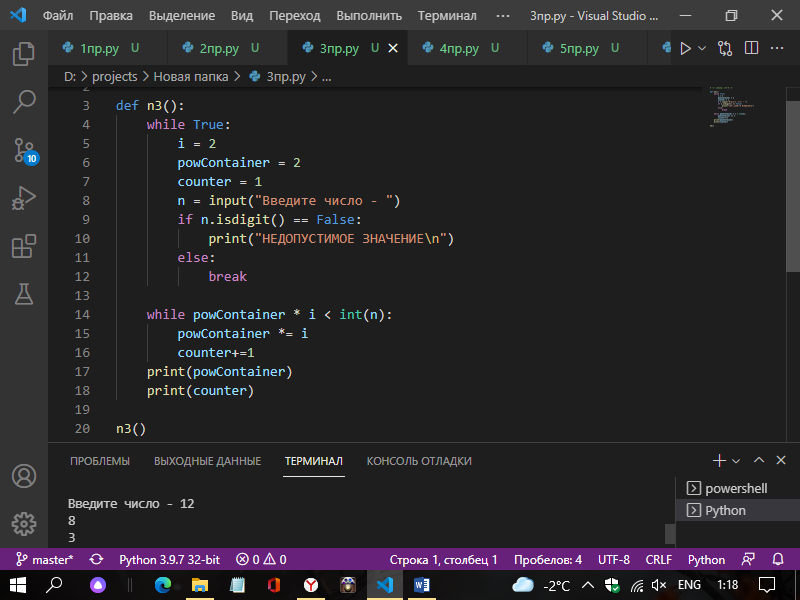 Файл Правка Выделение Вид Переход Выполнить Терминал ··· 3пр.py - Visual Studio ...
1пр.py U 2пр.py U 3пр.py U 4пр.py U 5пр.py U
D: > projects > Новая папка > 3пр.py > ...
2
3 def n3():
4 while True:
5 i = 2
6 powContainer = 2
7 counter = 1
8 n = input("Введите число - ")
9 if n.isdigit() == False:
10 print("НЕДОПУСТИМОЕ ЗНАЧЕНИЕ\n")
11 else:
12 break
13
14 while powContainer * i < int(n):
15 powContainer *= i
16 counter+=1
17 print(powContainer)
18 print(counter)
19
20 n3()
10
ПРОБЛЕМЫ ВЫХОДНЫЕ ДАННЫЕ ТЕРМИНАЛ КОНСОЛЬ ОТЛАДКИ
powershell
Python
Введите число - 12
8
3
master* Python 3.9.7 32-bit 0 0 Строка 1, столбец 1 Пробелов: 4 UTF-8 CRLF Python
-2°C ENG 1:18